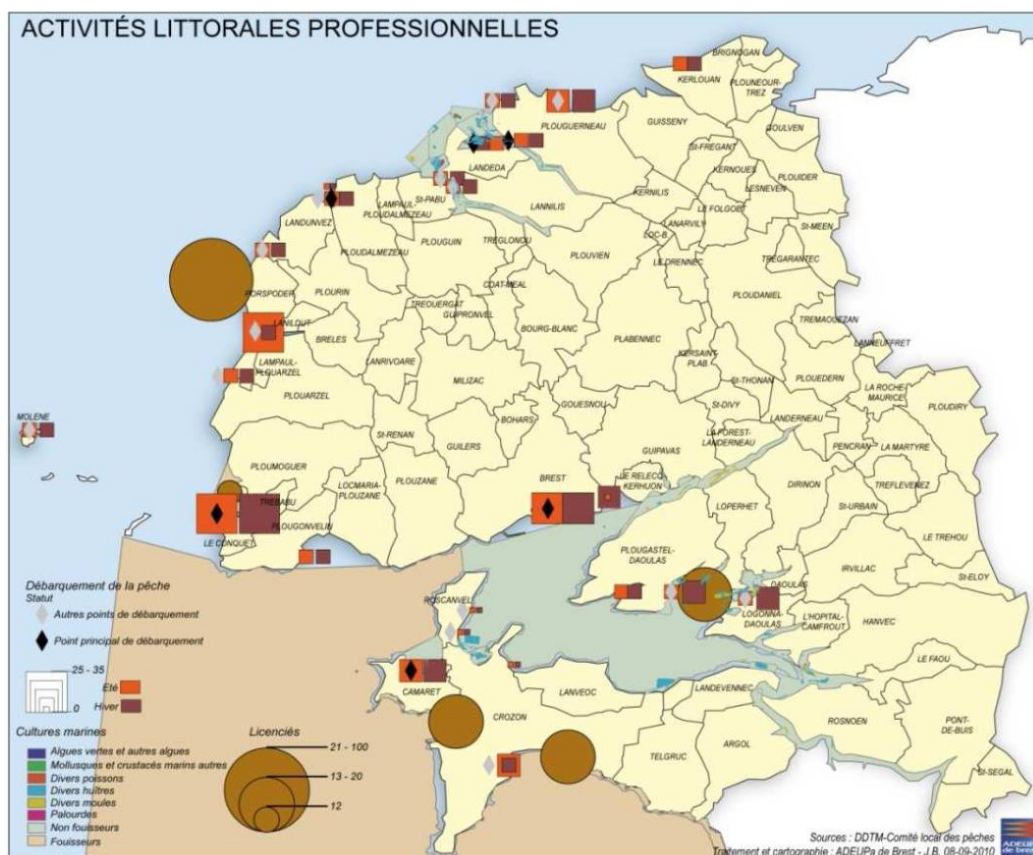 ACTIVITÉS LITTORALES PROFESSIONNELLES
BRIGNOGAN
KERLOUAN
PLOUNEOUR-
TREZ
PLOUGUERNEAU
GUISSENY
GOULVEN
St-FREGANT
LANDEDA
KERNOUES
PLOUIDER
LESNEVEN
KERNILIS
LE FOLGOET
LAMPAUL-
PLOUDALMEZEAU
St-PABU
LANNILIS
LANDUNVEZ
LANARVILY
St-MEEN
LOC-B.
PLOUGUIN
TREGLONOU
PLOUDALMEZEAU
PLOUVIEN
LE DRENNEC
TREGARANTEC
COAT-MEAL
PORSPODER
PLOURIN
PLOUDANIEL
TREOUERGAT
GUIPRONVEL
TREMAOUEZAN
LANILDUT
BOURG-BLANC
BRELES
PLABENNEC
LANNEUFFRET
LAMPAUL-
PLOUARZEL
LANRIVOARE
KERSAINT-
PLAB.
PLOUEDERN
MILIZAC
St-THONAN
LA ROCHE-
MAURICE
PLOUARZEL
GOUESNOU
St-DIVY
PLOUDIRY
MOLENE
BOHARS
LANDERNEAU
St-RENAN
LA FOREST-
LANDERNEAU
GUILERS
PENCRAN
LA MARTYRE
GUIPAVAS
PLOUMOGUER
LE RELECQ-
KERHUON
BREST
DIRINON
TREFLEVENEZ
LOCMARIA-
PLOUZANE
PLOUZANE
TREBABU
LOPERHET
St-URBAIN
PLOUGONVELIN
LE TREHOU
LE CONQUET
PLOUGASTEL-
DAOULAS
IRVILLAC
St-ELOY
DAOULAS
ROSCANVEL
LOGONNA-
DAOULAS
L'HOPITAL-
CAMFROUT
HANVEC
LE FAOU
CAMARET
LANVEOC
LANDEVENNEC
CROZON
ROSNOEN
PONT-
DE-BUIS
TELGRUC
ARGOL
St-SEGAL
Débarquement de la pêche
Statut
Autres points de débarquement
Point principal de débarquement
25 - 35
0
Eté
Hiver
Cultures marines
Algues vertes et autres algues
Mollusques et crustacés marins autres
Divers poissons
Divers huîtres
Divers moules
Palourdes
Non fouisseurs
Fouisseurs
Licenciés
21 - 100
13 - 20
12
Sources : DDTM-Comité local des pêches
Traitement et cartographie : ADEUPa de Brest - J.B. 08-09-2010
ADEUPa
de brest